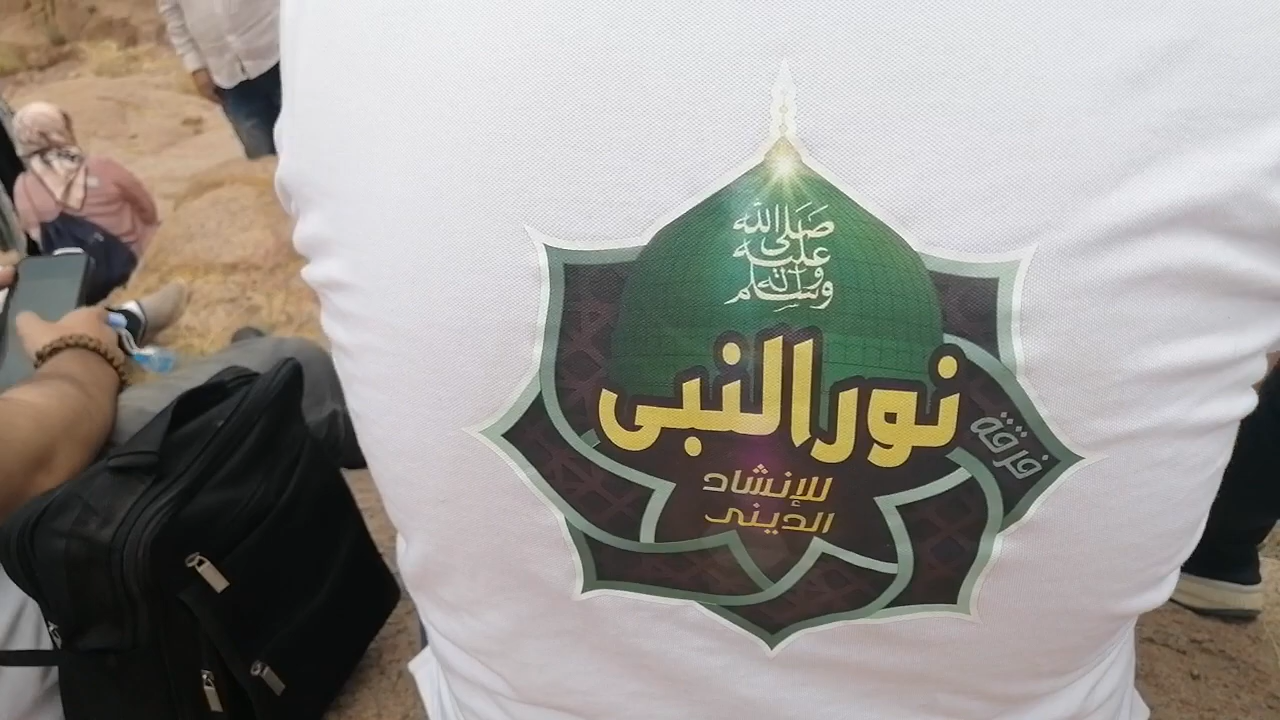 صلى الله
عليه
وآله
وسلم
فرقة
نور النبى
للإنشاد
الدينى